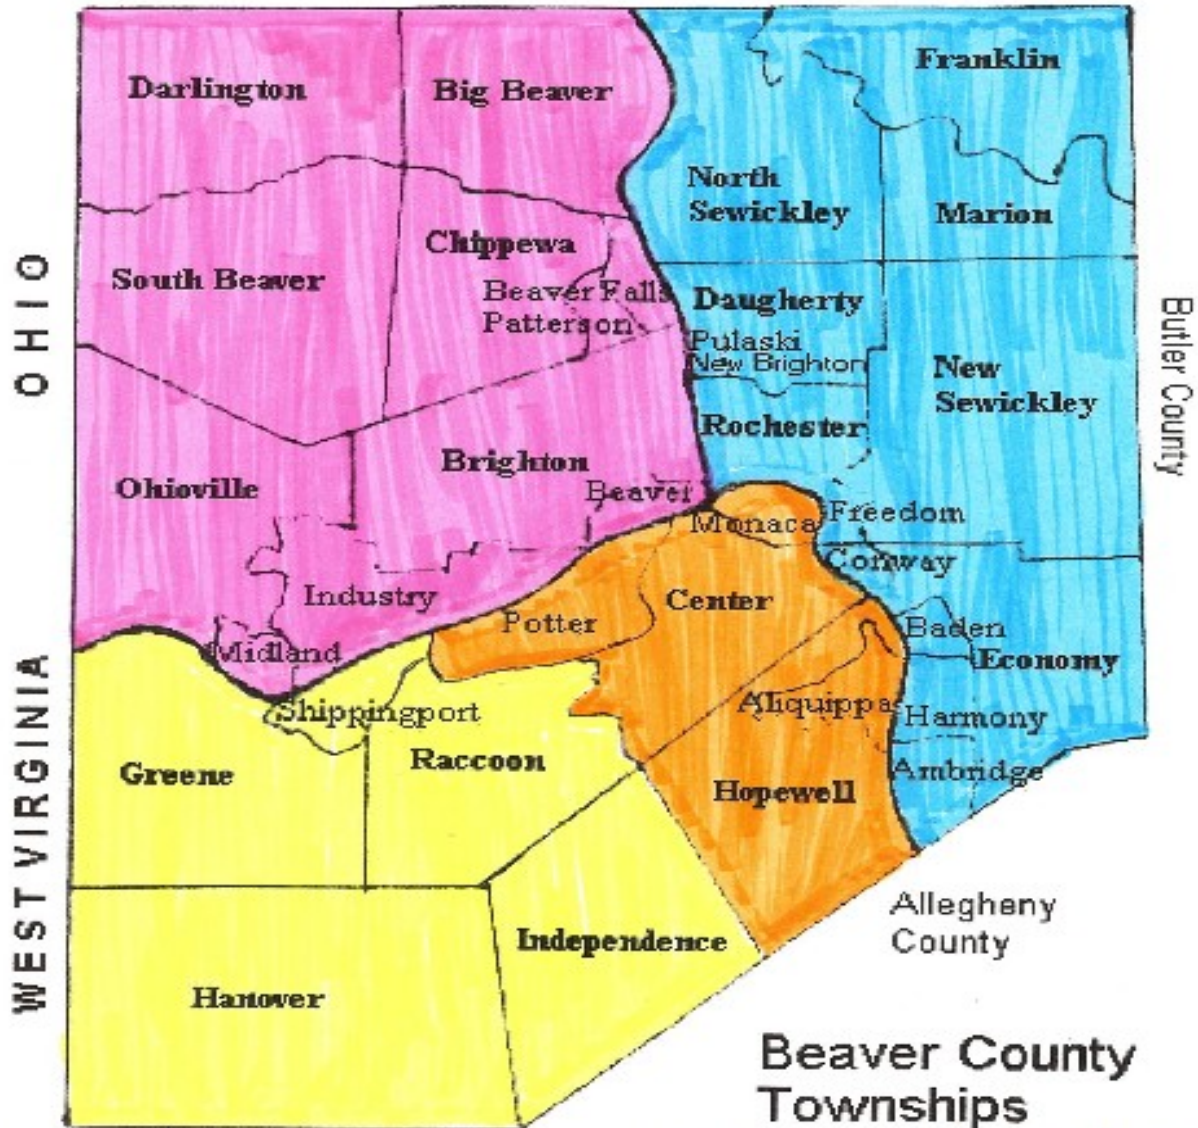 Franklin
Darlington
Big Beaver
North
Sewickley
Marion
Chippewa
South Beaver
Beaver Falls
Patterson
Daugherty
Pulaski
New Brighton
New
Sewickley
Rochester
Brighton
Ohioville
Beaver
Monaca
Freedom
Conway
Industry
Center
Potter
Baden
Midland
Economy
Aliquippa
Shippingport
Harmony
Raccoon
Greene
Ambridge
Hopewell
Independence
Hanover
OHIO
WEST VIRGINIA
Butler County
Allegheny
County
Beaver County
Townships